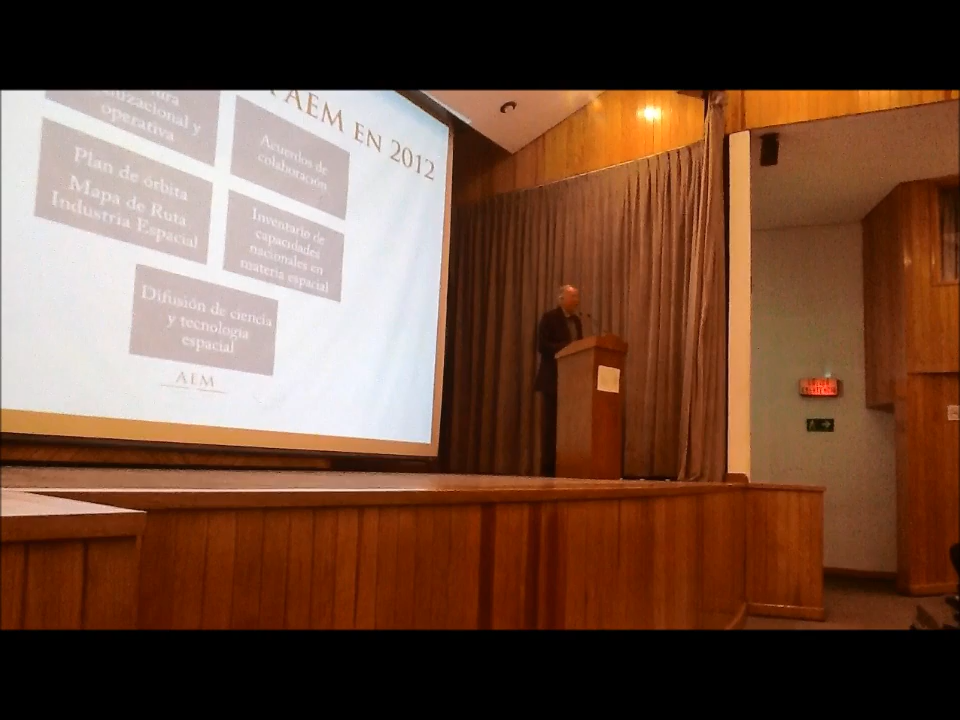 AEM EN 2012
operativa
Acuerdos de
colaboración
Plan de órbita
Mapa de Ruta
Industria Espacial
Inventario de
capacidades
nacionales en
materia espacial
Difusión de ciencia
y tecnología
espacial
AEM